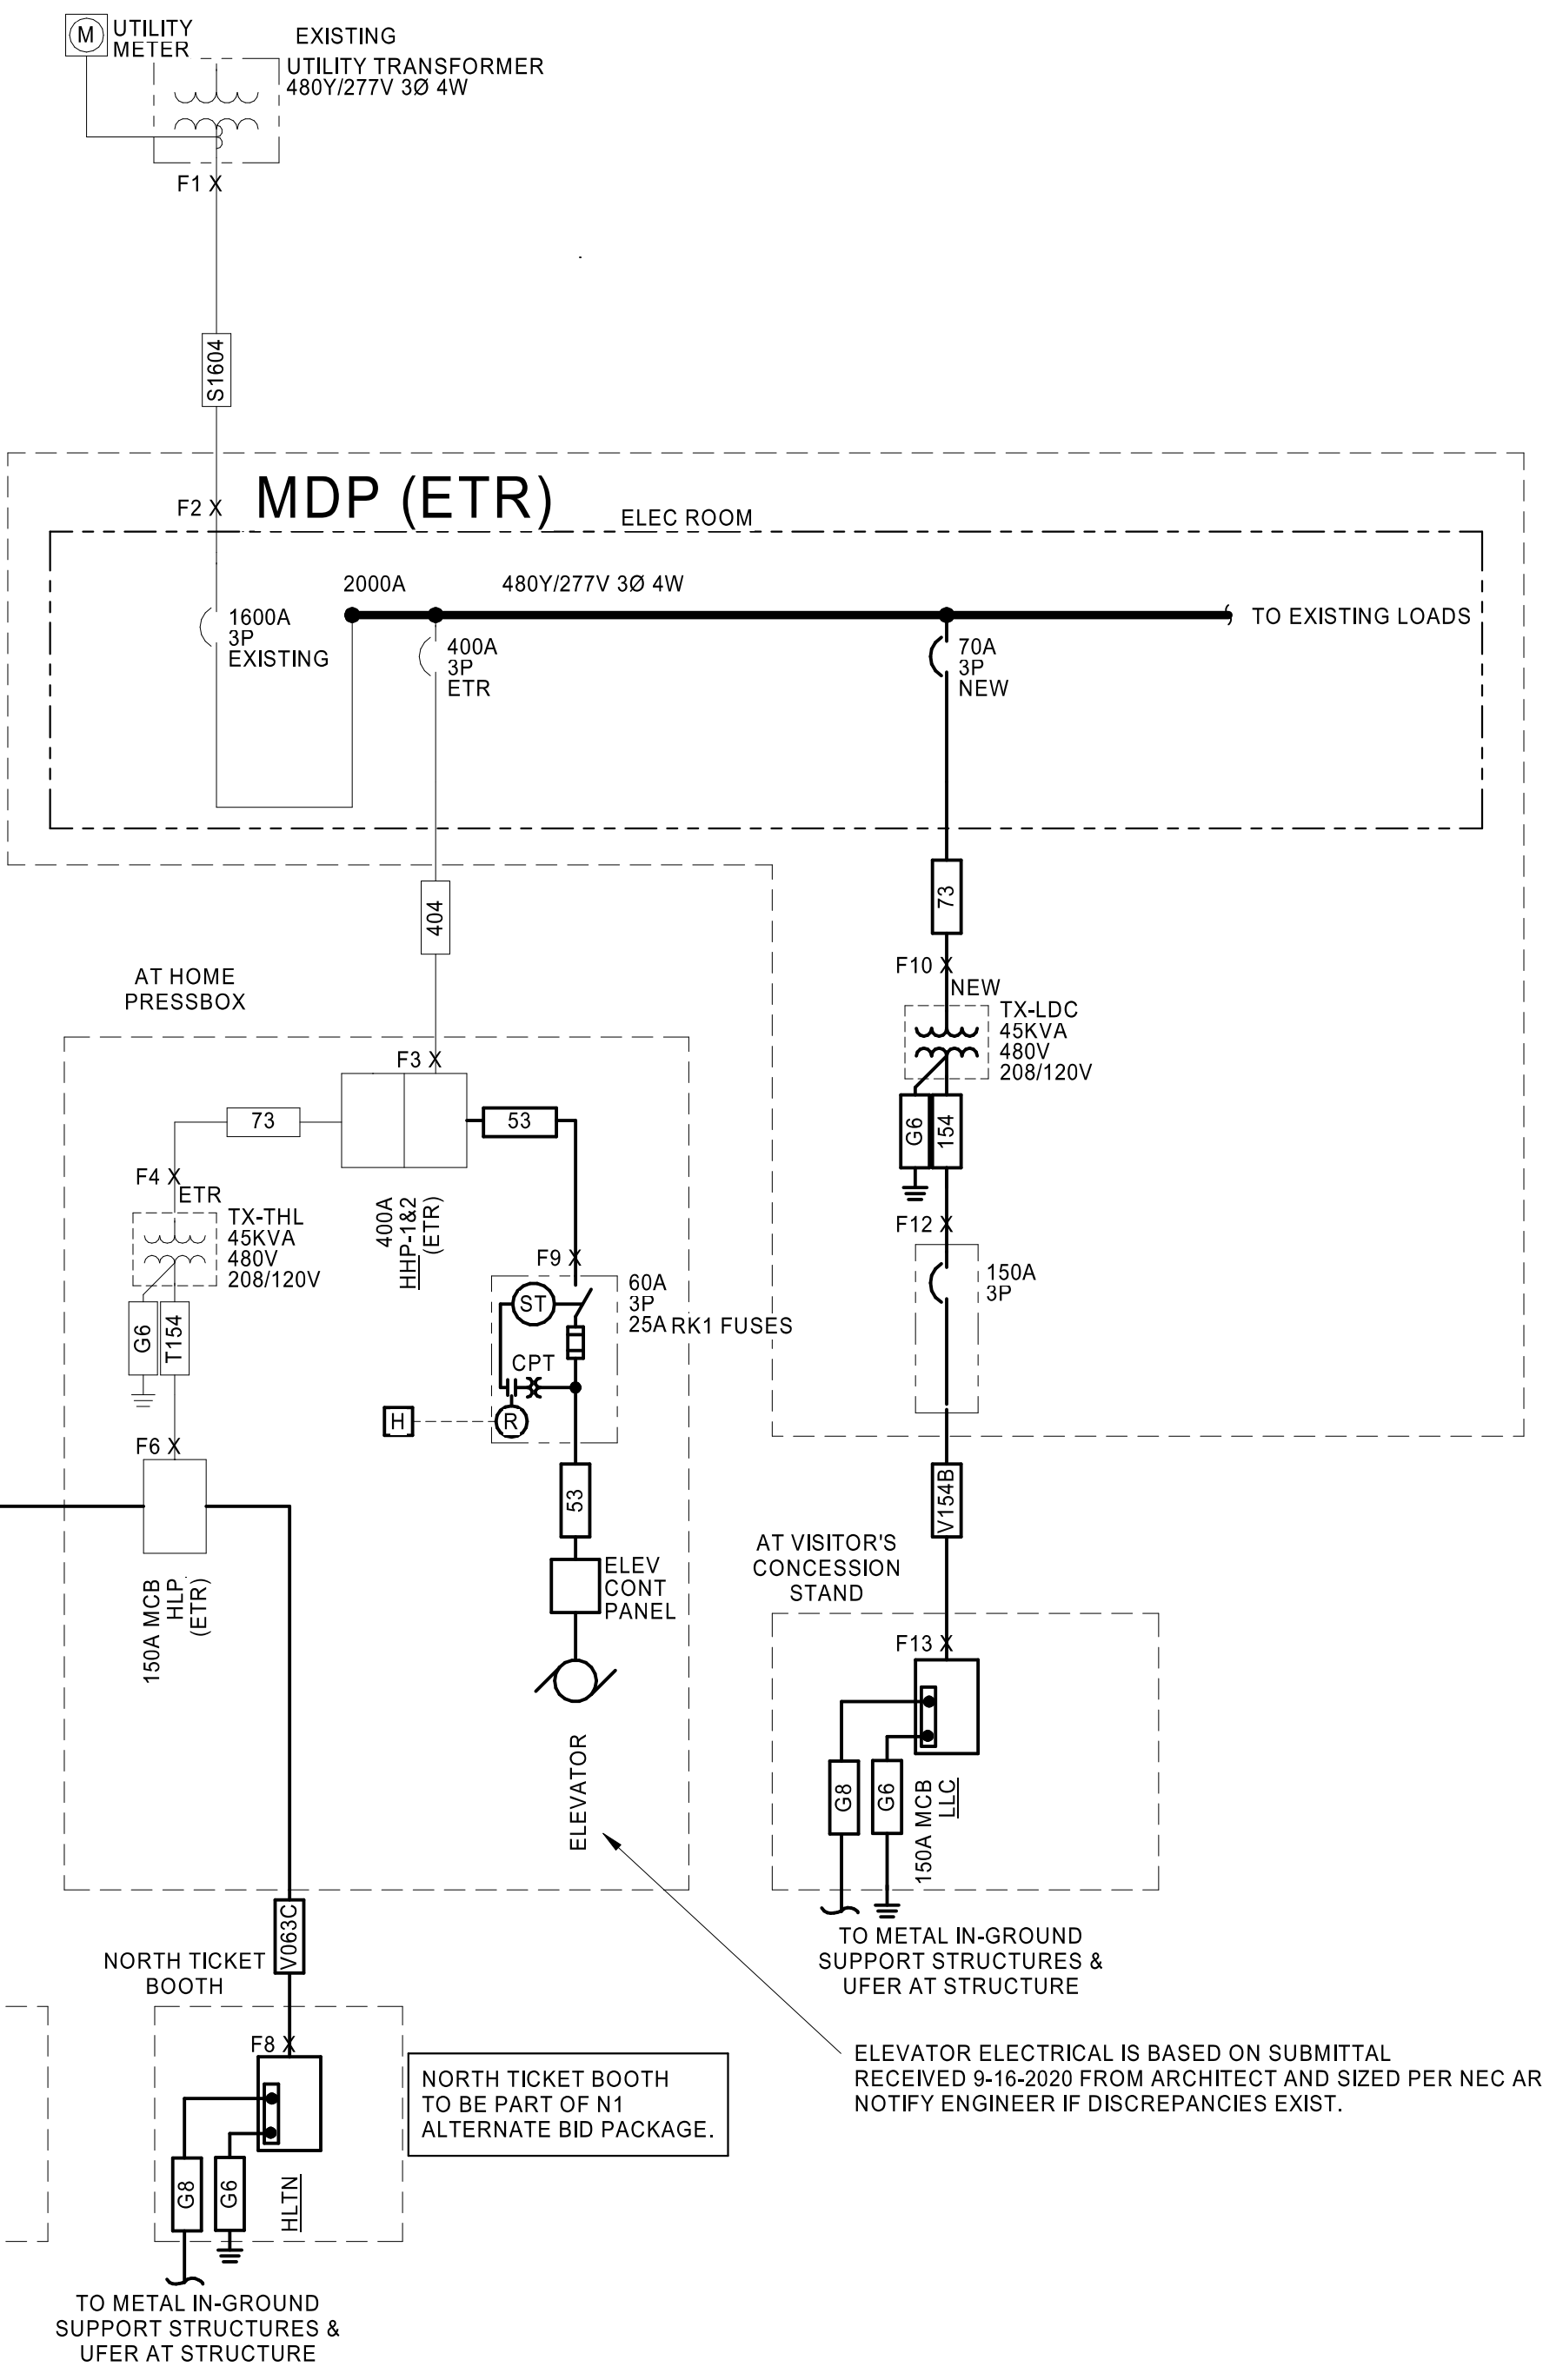 M
UTILITY
METER
EXISTING
UTILITY TRANSFORMER
480Y/277V 3Ø 4W
F1 X
S1604
F2 X
MDP (ETR)
ELEC ROOM
2000A
480Y/277V 3Ø 4W
1600A
3P
EXISTING
400A
3P
ETR
70A
3P
NEW
TO EXISTING LOADS
404
73
F10 X
NEW
TX-LDC
45KVA
480V
208/120V
G6
154
F12 X
150A
3P
V154B
AT HOME
PRESSBOX
F3 X
73
53
F4 X
ETR
TX-THL
45KVA
480V
208/120V
G6
T154
400A
HHP-1&2
(ETR)
F9 X
60A
3P
25A RK1 FUSES
ST
CPT
H
R
F6 X
150A MCB
HLP
(ETR)
53
ELEV
CONT
PANEL
ELEVATOR
AT VISITOR'S
CONCESSION
STAND
F13 X
G8
G6
150A MCB
LLC
TO METAL IN-GROUND
SUPPORT STRUCTURES &
UFER AT STRUCTURE
V063C
NORTH TICKET
BOOTH
F8 X
G8
G6
HLTN
NORTH TICKET BOOTH
TO BE PART OF N1
ALTERNATE BID PACKAGE.
ELEVATOR ELECTRICAL IS BASED ON SUBMITTAL
RECEIVED 9-16-2020 FROM ARCHITECT AND SIZED PER NEC AR
NOTIFY ENGINEER IF DISCREPANCIES EXIST.
TO METAL IN-GROUND
SUPPORT STRUCTURES &
UFER AT STRUCTURE